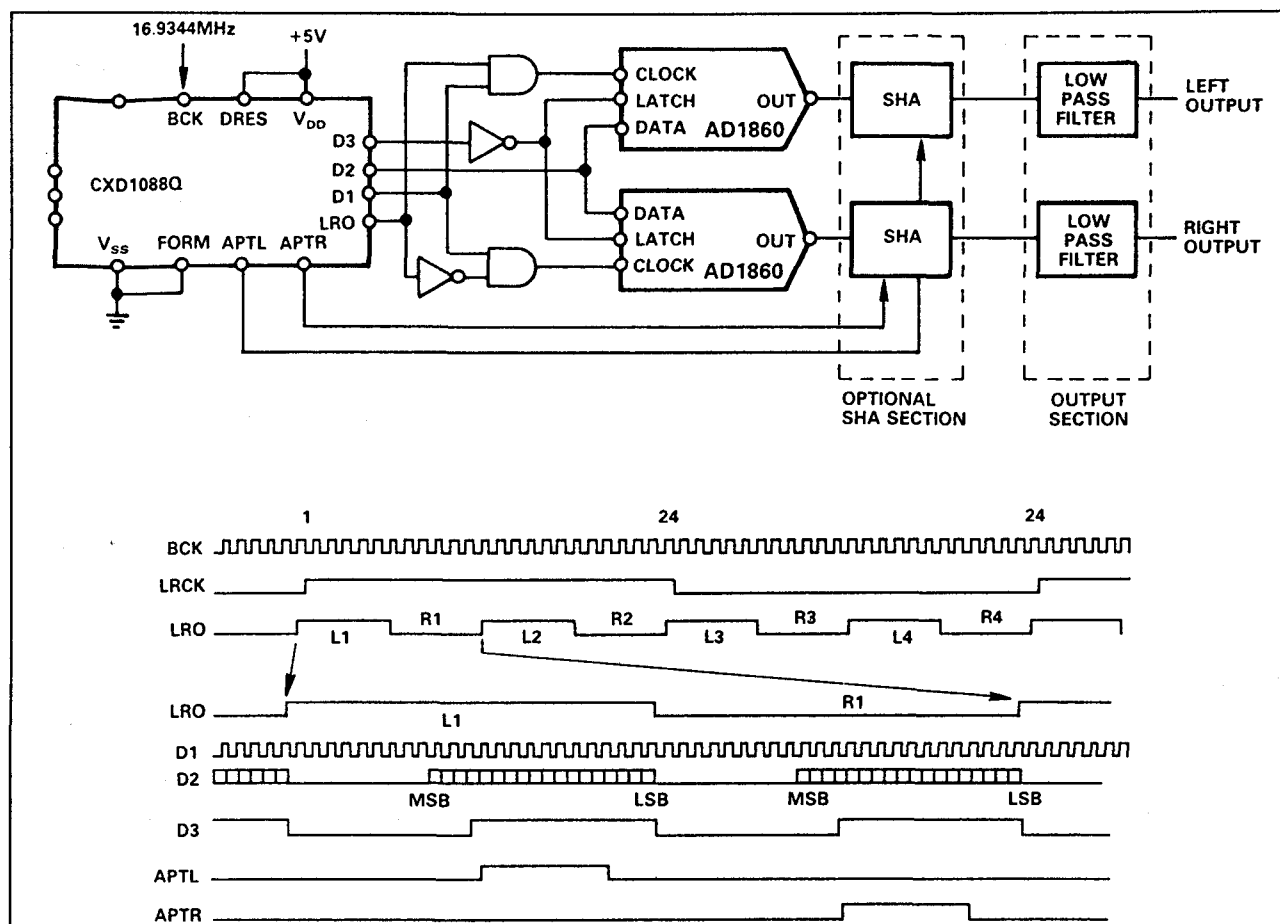 16.9344MHz
+5V
BCK DRES VDD
CXD1088Q
D3
D2
D1
LRO
VSS FORM APTL APTR
CLOCK
LATCH
DATA
OUT
AD1860
DATA
LATCH
CLOCK
OUT
AD1860
SHA
SHA
LOW
PASS
FILTER
LOW
PASS
FILTER
LEFT
OUTPUT
RIGHT
OUTPUT
OPTIONAL
SHA SECTION
OUTPUT
SECTION
1 24 24
BCK
LRCK
LRO L1 R1 L2 R2 L3 R3 L4 R4
LRO L1 R1
D1
D2
MSB LSB MSB LSB
D3
APTL
APTR